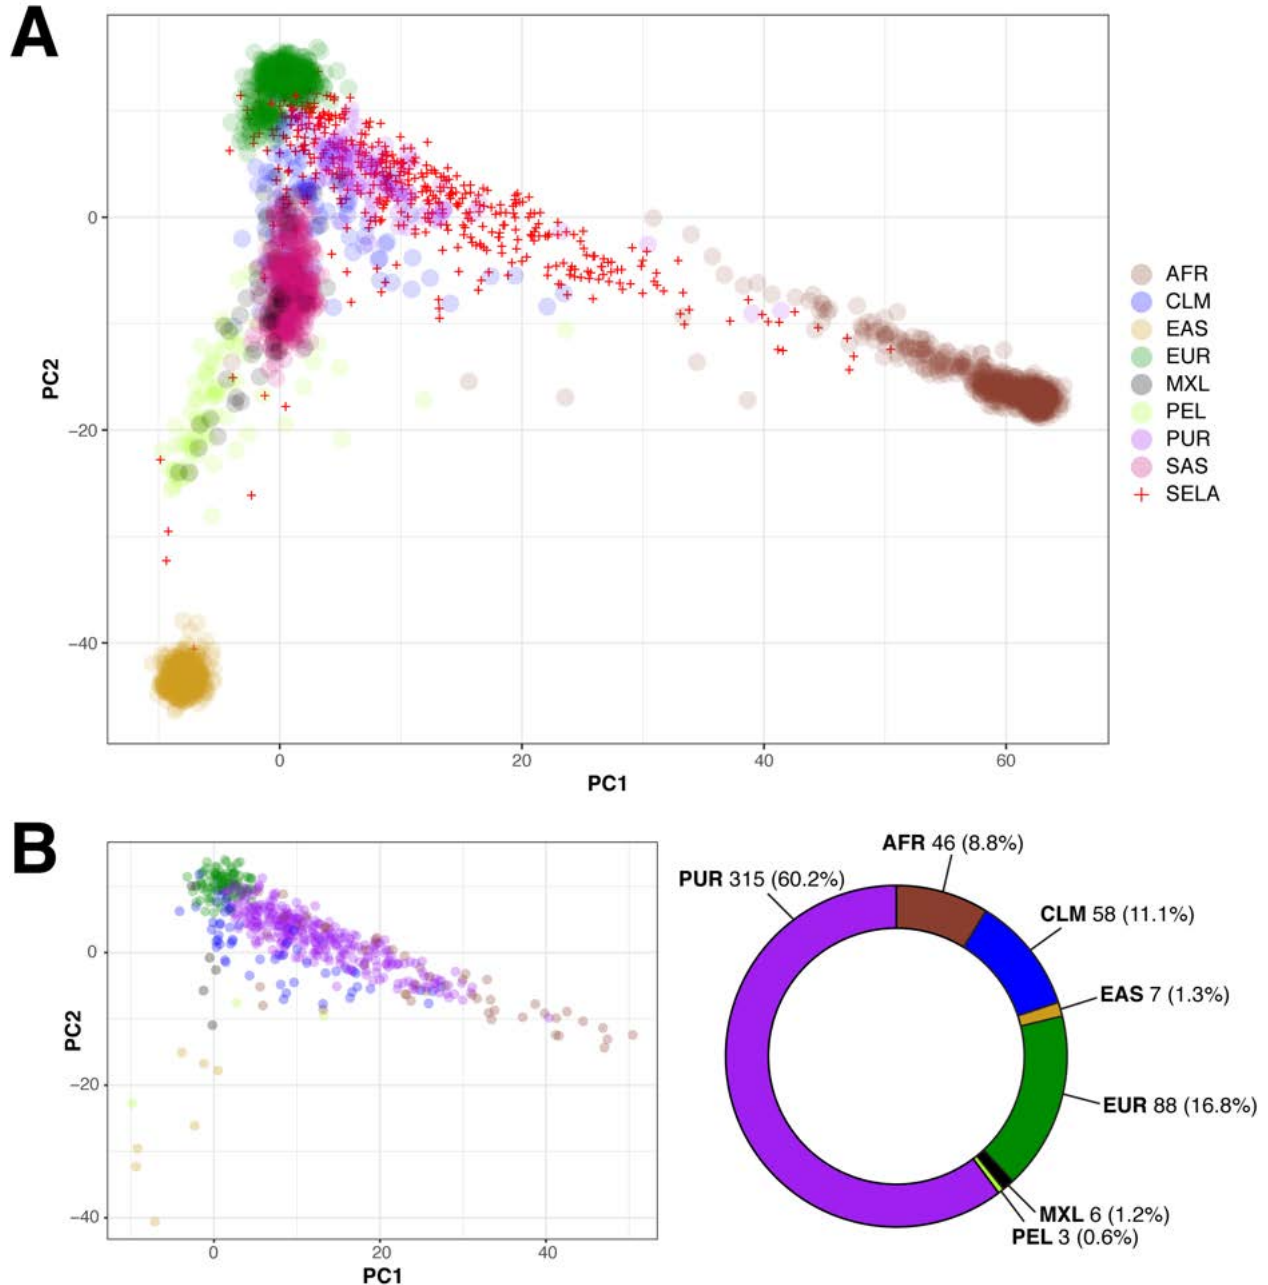 A
0
−20
−40
PC2
0
20
40
60
PC1
AFR
CLM
EAS
EUR
MXL
PEL
PUR
SAS
SELA
B
0
−20
−40
PC2
0
20
40
PC1
AFR 46 (8.8%)
PUR 315 (60.2%)
CLM 58 (11.1%)
EAS 7 (1.3%)
EUR 88 (16.8%)
MXL 6 (1.2%)
PEL 3 (0.6%)